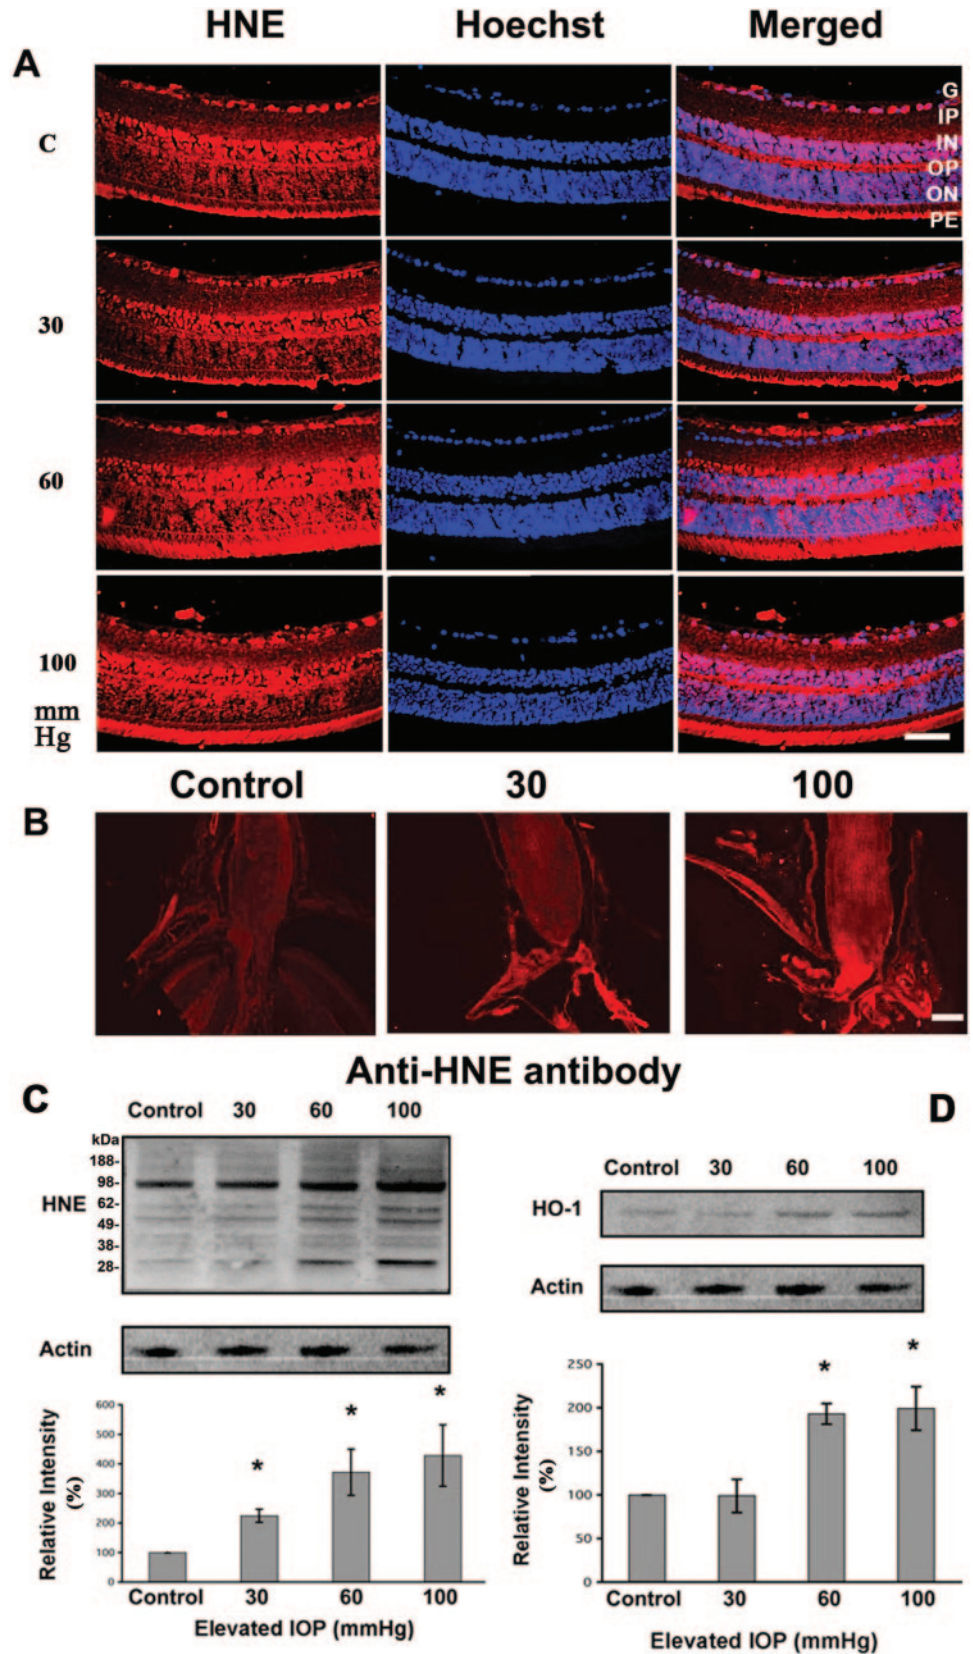 HNE Hoechst Merged
A
C
G
IP
IN
OP
ON
PE
30
60
100
mm
Hg
Control 30 100
B
Anti-HNE antibody
C
Control 30 60 100
kDa
188-
98-
62-
49-
38-
28-
HNE
Actin
600
500
400
300
200
100
0
Relative Intensity
(%)
* * *
Control 30 60 100
Elevated IOP (mmHg)
D
Control 30 60 100
HO-1
Actin
250
200
150
100
50
0
Relative Intensity
(%)
* *
Control 30 60 100
Elevated IOP (mmHg)